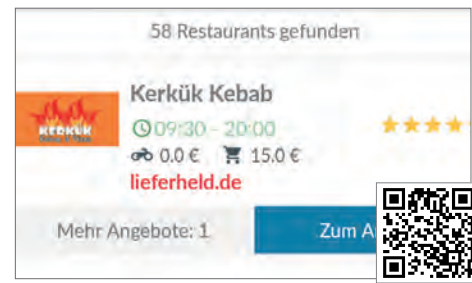 58 Restaurants gefunden
Kerkük Kebab
KERKUK
09:30 - 20:00
0.0 € 15.0 €
lieferheld.de
Mehr Angebote: 1
Zum A